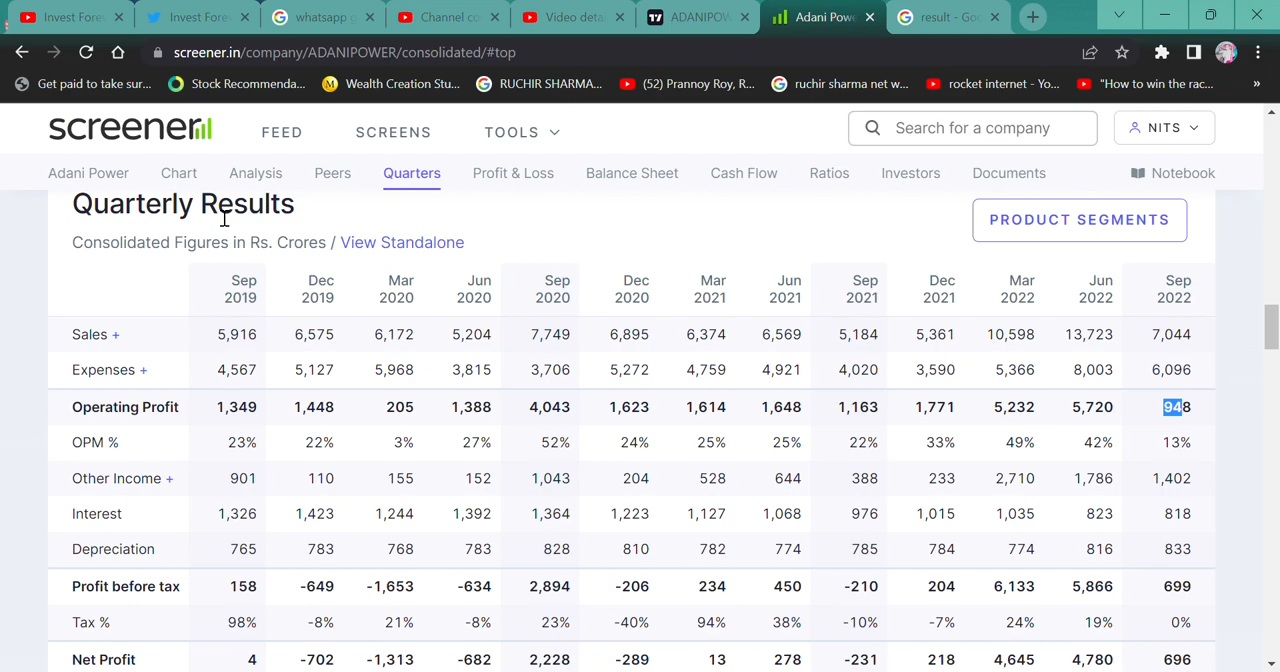 Invest Fore
Invest Fore
whatsapp g
Channel co
Video deta
ADANIPOW
Adani Powe
result - Goo
screener.in/company/ADANIPOWER/consolidated/#top
Get paid to take sur...
Stock Recommenda...
Wealth Creation Stu...
RUCHIR SHARMA...
(52) Prannoy Roy, R...
ruchir sharma net w...
rocket internet - Yo...
"How to win the rac...
»
screener
FEED
SCREENS
TOOLS
Search for a company
NITS
Adani Power
Chart
Analysis
Peers
Quarters
Profit & Loss
Balance Sheet
Cash Flow
Ratios
Investors
Documents
Notebook
Quarterly Results
PRODUCT SEGMENTS
Consolidated Figures in Rs. Crores / View Standalone
Sep 2019 Dec 2019 Mar 2020 Jun 2020 Sep 2020 Dec 2020 Mar 2021 Jun 2021 Sep 2021 Dec 2021 Mar 2022 Jun 2022 Sep 2022
Sales + 5,916 6,575 6,172 5,204 7,749 6,895 6,374 6,569 5,184 5,361 10,598 13,723 7,044
Expenses + 4,567 5,127 5,968 3,815 3,706 5,272 4,759 4,921 4,020 3,590 5,366 8,003 6,096
Operating Profit 1,349 1,448 205 1,388 4,043 1,623 1,614 1,648 1,163 1,771 5,232 5,720 948
OPM % 23% 22% 3% 27% 52% 24% 25% 25% 22% 33% 49% 42% 13%
Other Income + 901 110 155 152 1,043 204 528 644 388 233 2,710 1,786 1,402
Interest 1,326 1,423 1,244 1,392 1,364 1,223 1,127 1,068 976 1,015 1,035 823 818
Depreciation 765 783 768 783 828 810 782 774 785 784 774 816 833
Profit before tax 158 -649 -1,653 -634 2,894 -206 234 450 -210 204 6,133 5,866 699
Tax % 98% -8% 21% -8% 23% -40% 94% 38% -10% -7% 24% 19% 0%
Net Profit 4 -702 -1,313 -682 2,228 -289 13 278 -231 218 4,645 4,780 696